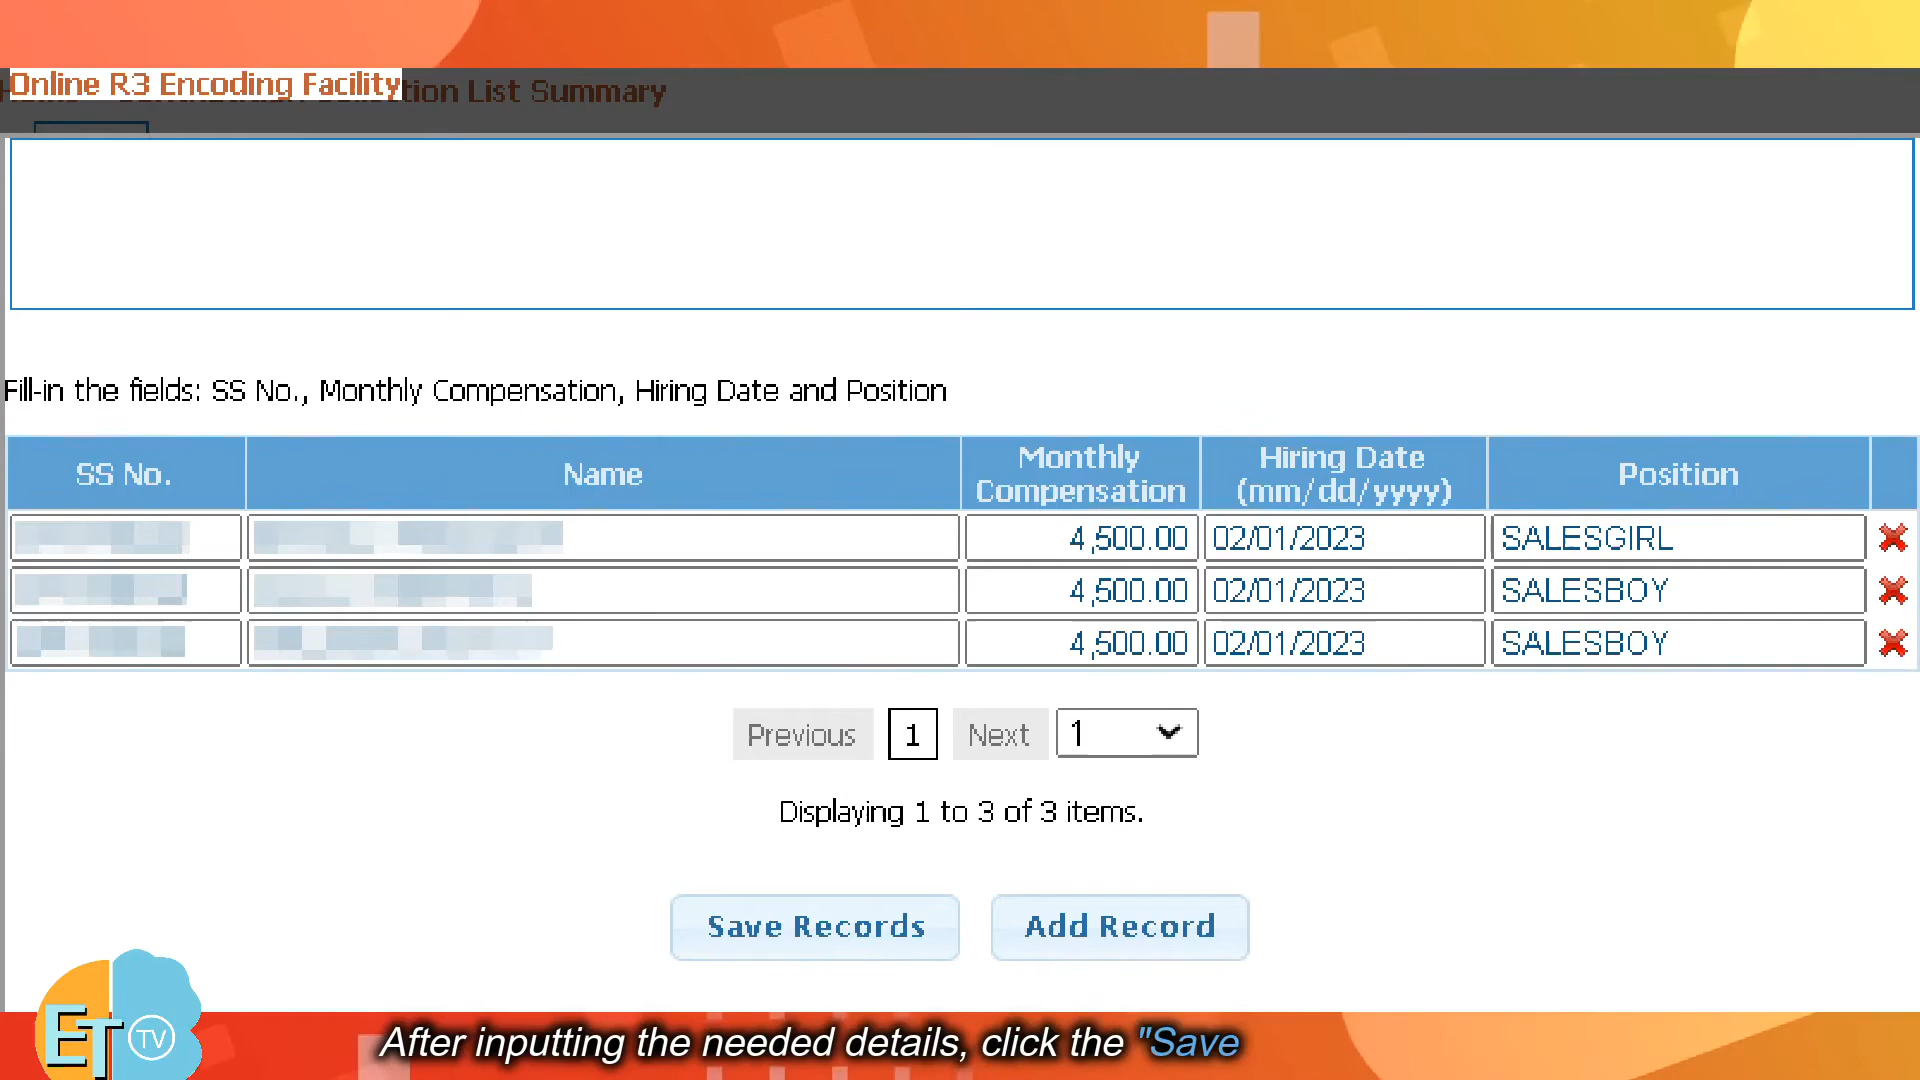 Online R3 Encoding Facility
tion List Summary
Fill-in the fields: SS No., Monthly Compensation, Hiring Date and Position
SS No. Name Monthly Compensation Hiring Date (mm/dd/yyyy) Position
4,500.00 02/01/2023 SALESGIRL
4,500.00 02/01/2023 SALESBOY
4,500.00 02/01/2023 SALESBOY
Previous 1 Next 1
Displaying 1 to 3 of 3 items.
Save Records Add Record
ET TV
After inputting the needed details, click the "Save